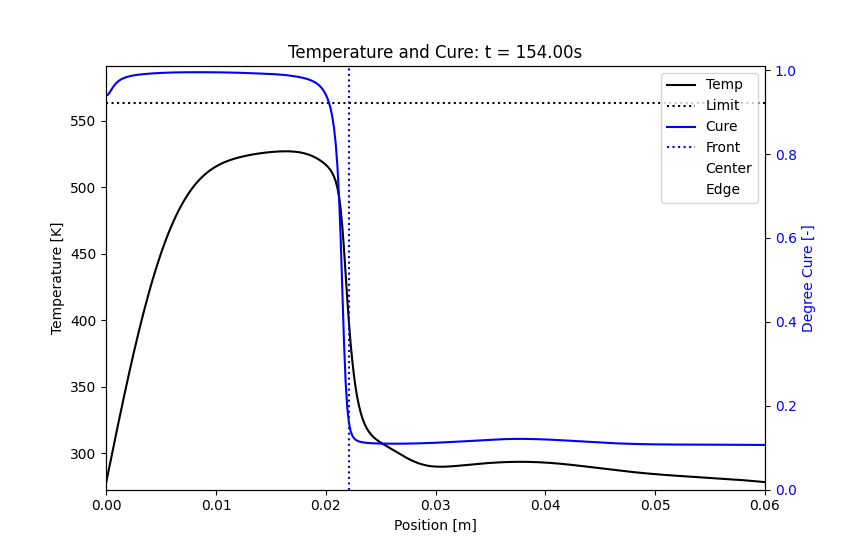 Temperature and Cure: t = 154.00s
Temperature [K]
550
500
450
400
350
300
Temp
Limit
Cure
Front
Center
Edge
1.0
0.8
0.6
0.4
0.2
0.0
Degree Cure [-]
0.00 0.01 0.02 0.03 0.04 0.05 0.06
Position [m]